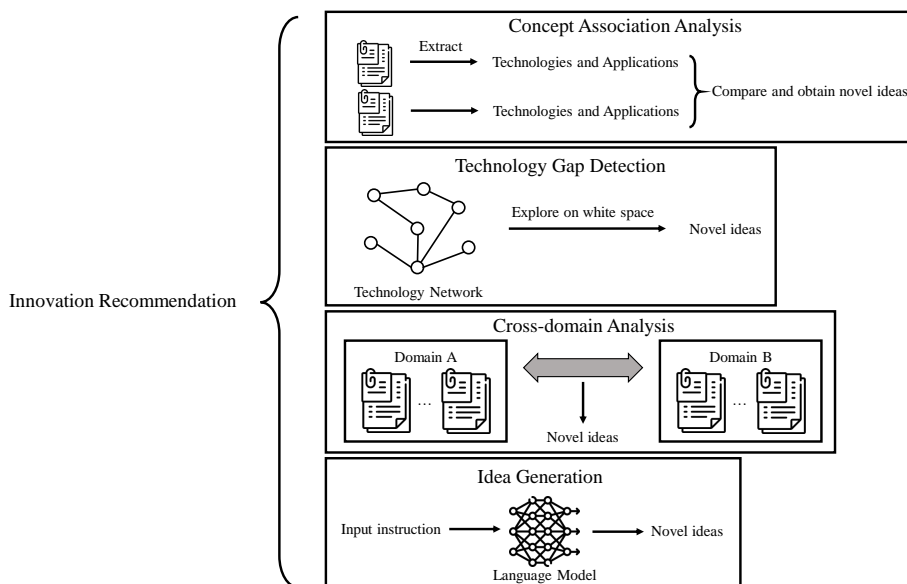 Concept Association Analysis
Extract
Technologies and Applications
Technologies and Applications
Compare and obtain novel ideas
Technology Gap Detection
Explore on white space
Novel ideas
Technology Network
Innovation Recommendation
Cross-domain Analysis
Domain A
...
Domain B
...
Novel ideas
Idea Generation
Input instruction
Novel ideas
Language Model